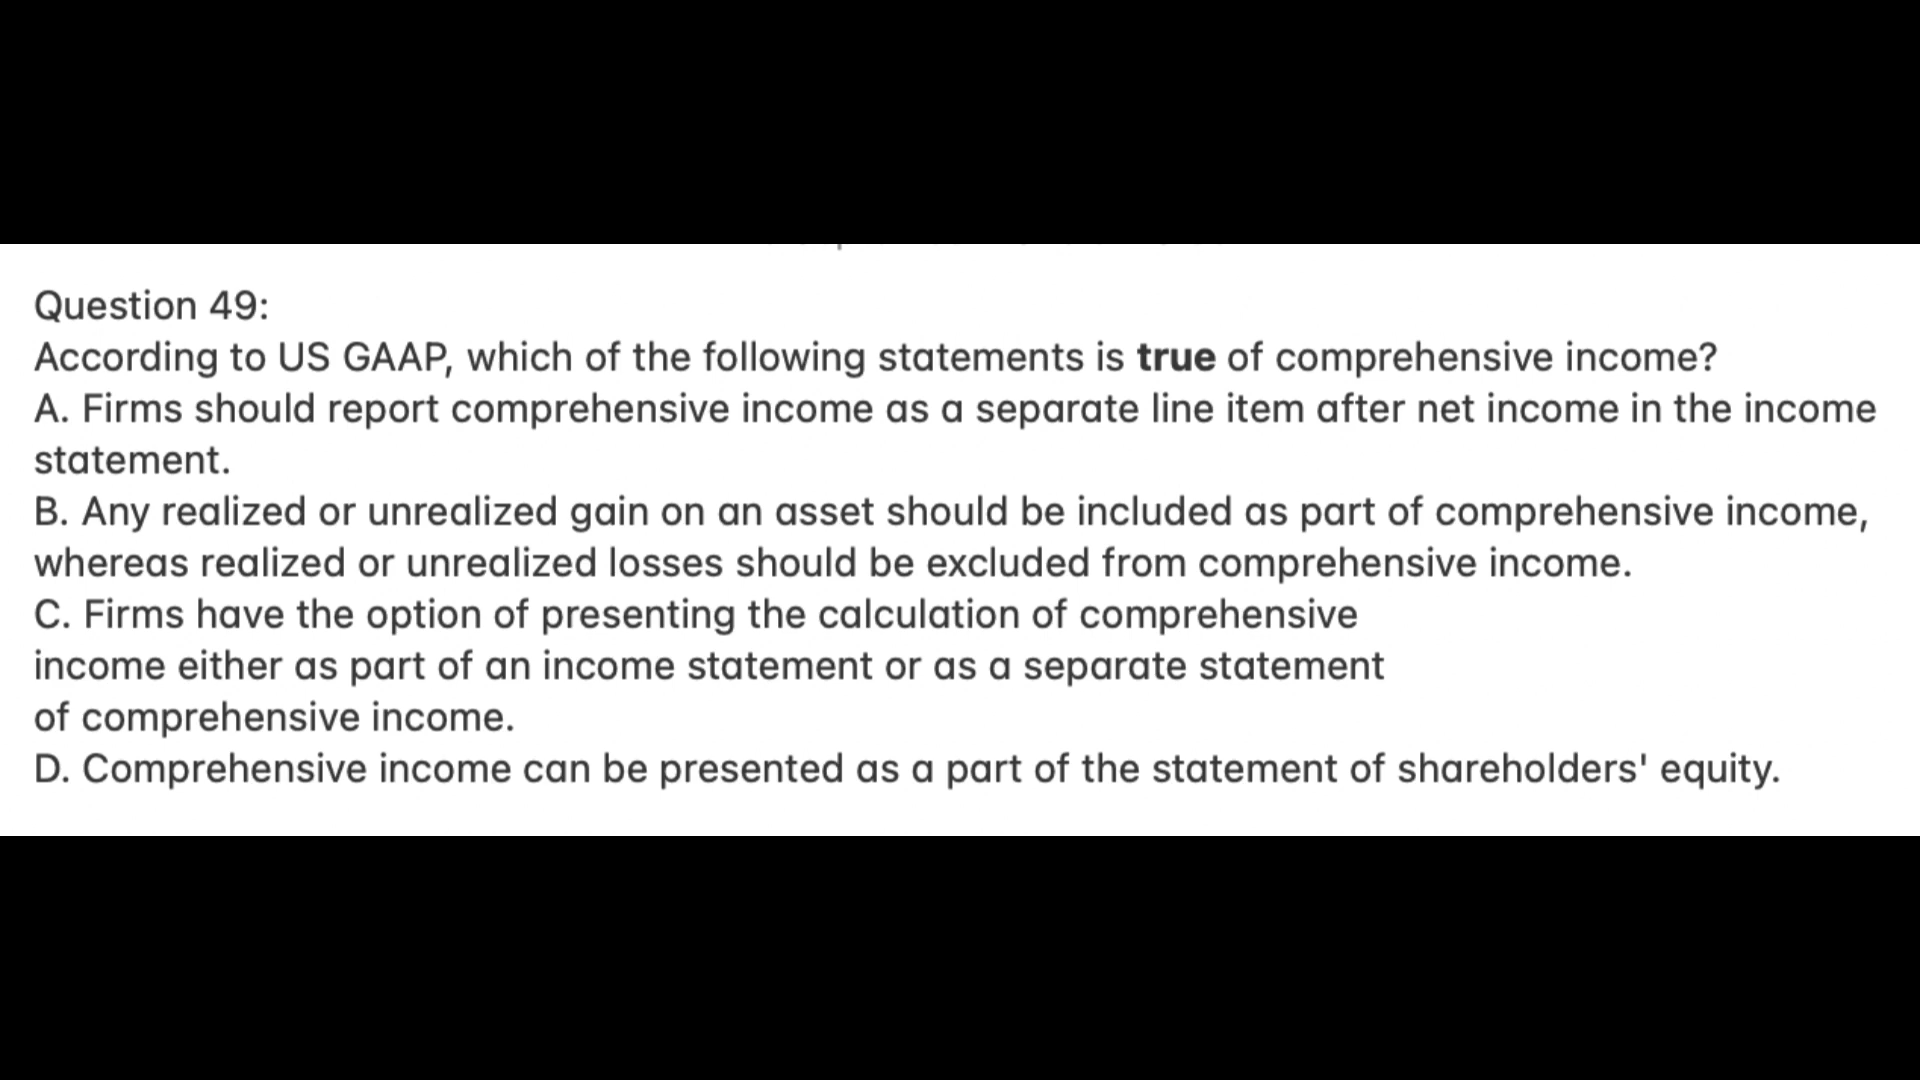 Question 49:
According to US GAAP, which of the following statements is true of comprehensive income?
A. Firms should report comprehensive income as a separate line item after net income in the income
statement.
B. Any realized or unrealized gain on an asset should be included as part of comprehensive income,
whereas realized or unrealized losses should be excluded from comprehensive income.
C. Firms have the option of presenting the calculation of comprehensive
income either as part of an income statement or as a separate statement
of comprehensive income.
D. Comprehensive income can be presented as a part of the statement of shareholders' equity.